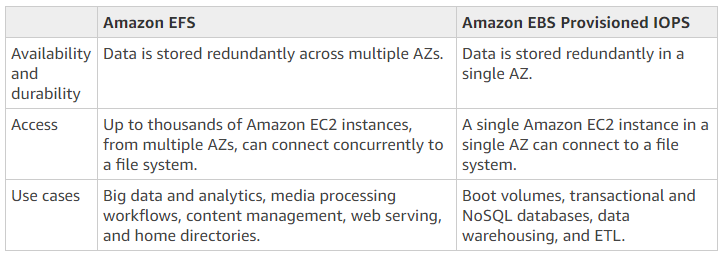 Amazon EFS
Amazon EBS Provisioned IOPS
Availability
and
durability
Data is stored redundantly across multiple AZs.
Data is stored redundantly in a
single AZ.
Access
Up to thousands of Amazon EC2 instances,
from multiple AZs, can connect concurrently to
a file system.
A single Amazon EC2 instance in a
single AZ can connect to a file
system.
Use cases
Big data and analytics, media processing
workflows, content management, web serving,
and home directories.
Boot volumes, transactional and
NoSQL databases, data
warehousing, and ETL.